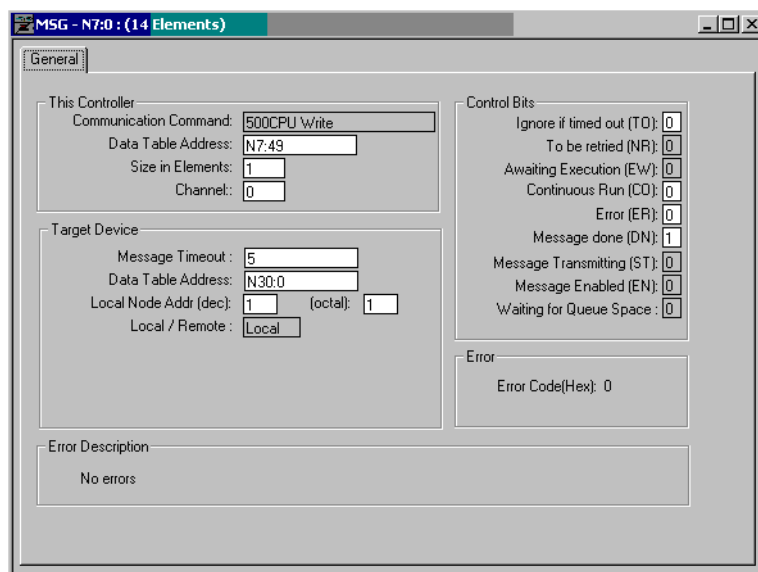 MSG - N7:0 : (14 Elements)
General
This Controller
Communication Command: 500CPU Write
Data Table Address: N7:49
Size in Elements: 1
Channel:: 0
Target Device
Message Timeout : 5
Data Table Address: N30:0
Local Node Addr (dec): 1 (octal): 1
Local / Remote : Local
Control Bits
Ignore if timed out (TO): 0
To be retried (NR): 0
Awaiting Execution (EW): 0
Continuous Run (CO): 0
Error (ER): 0
Message done (DN): 1
Message Transmitting (ST): 0
Message Enabled (EN): 0
Waiting for Queue Space : 0
Error
Error Code(Hex): 0
Error Description
No errors